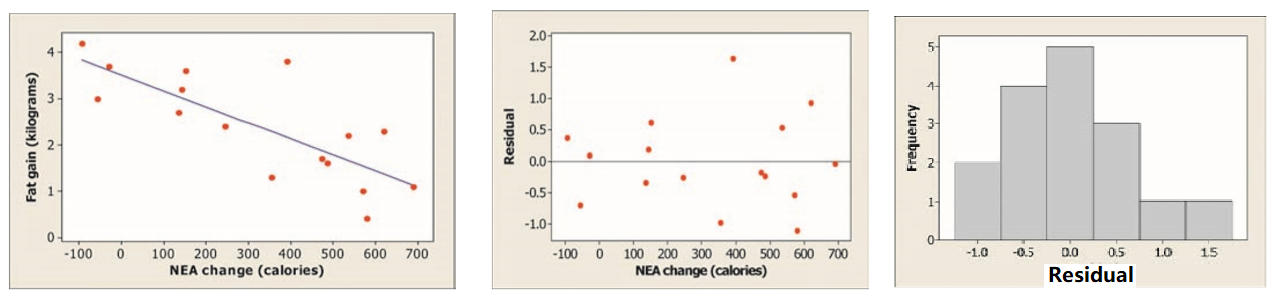 Fat gain (kilograms)
4
3
2
1
0
-100 0 100 200 300 400 500 600 700
NEA change (calories)
Residual
2.0
1.5
1.0
0.5
0.0
-0.5
-1.0
-100 0 100 200 300 400 500 600 700
NEA change (calories)
Frequency
5
4
3
2
1
0
-1.0 -0.5 0.0 0.5 1.0 1.5
Residual